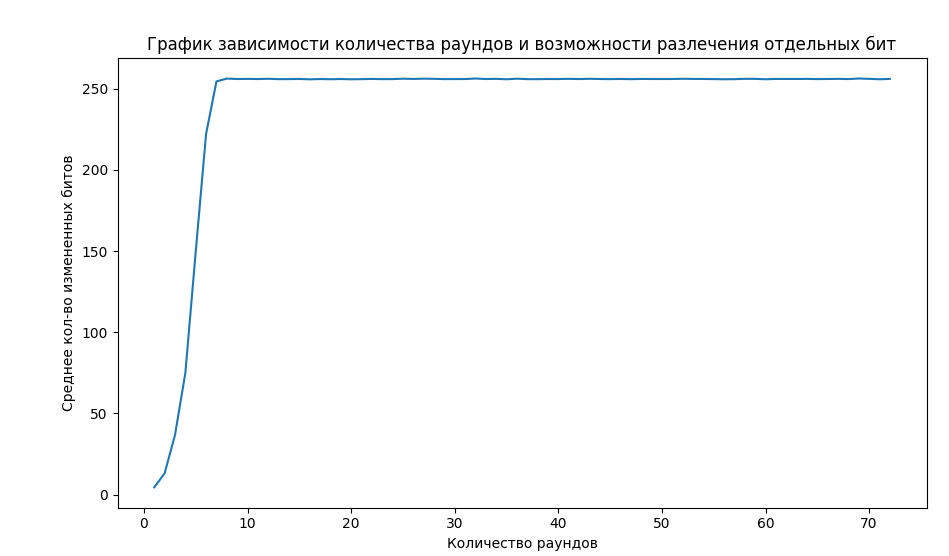 График зависимости количества раундов и возможности разлечения отдельных бит
250
200
150
100
50
0
Среднее кол-во измененных битов
0 10 20 30 40 50 60 70
Количество раундов